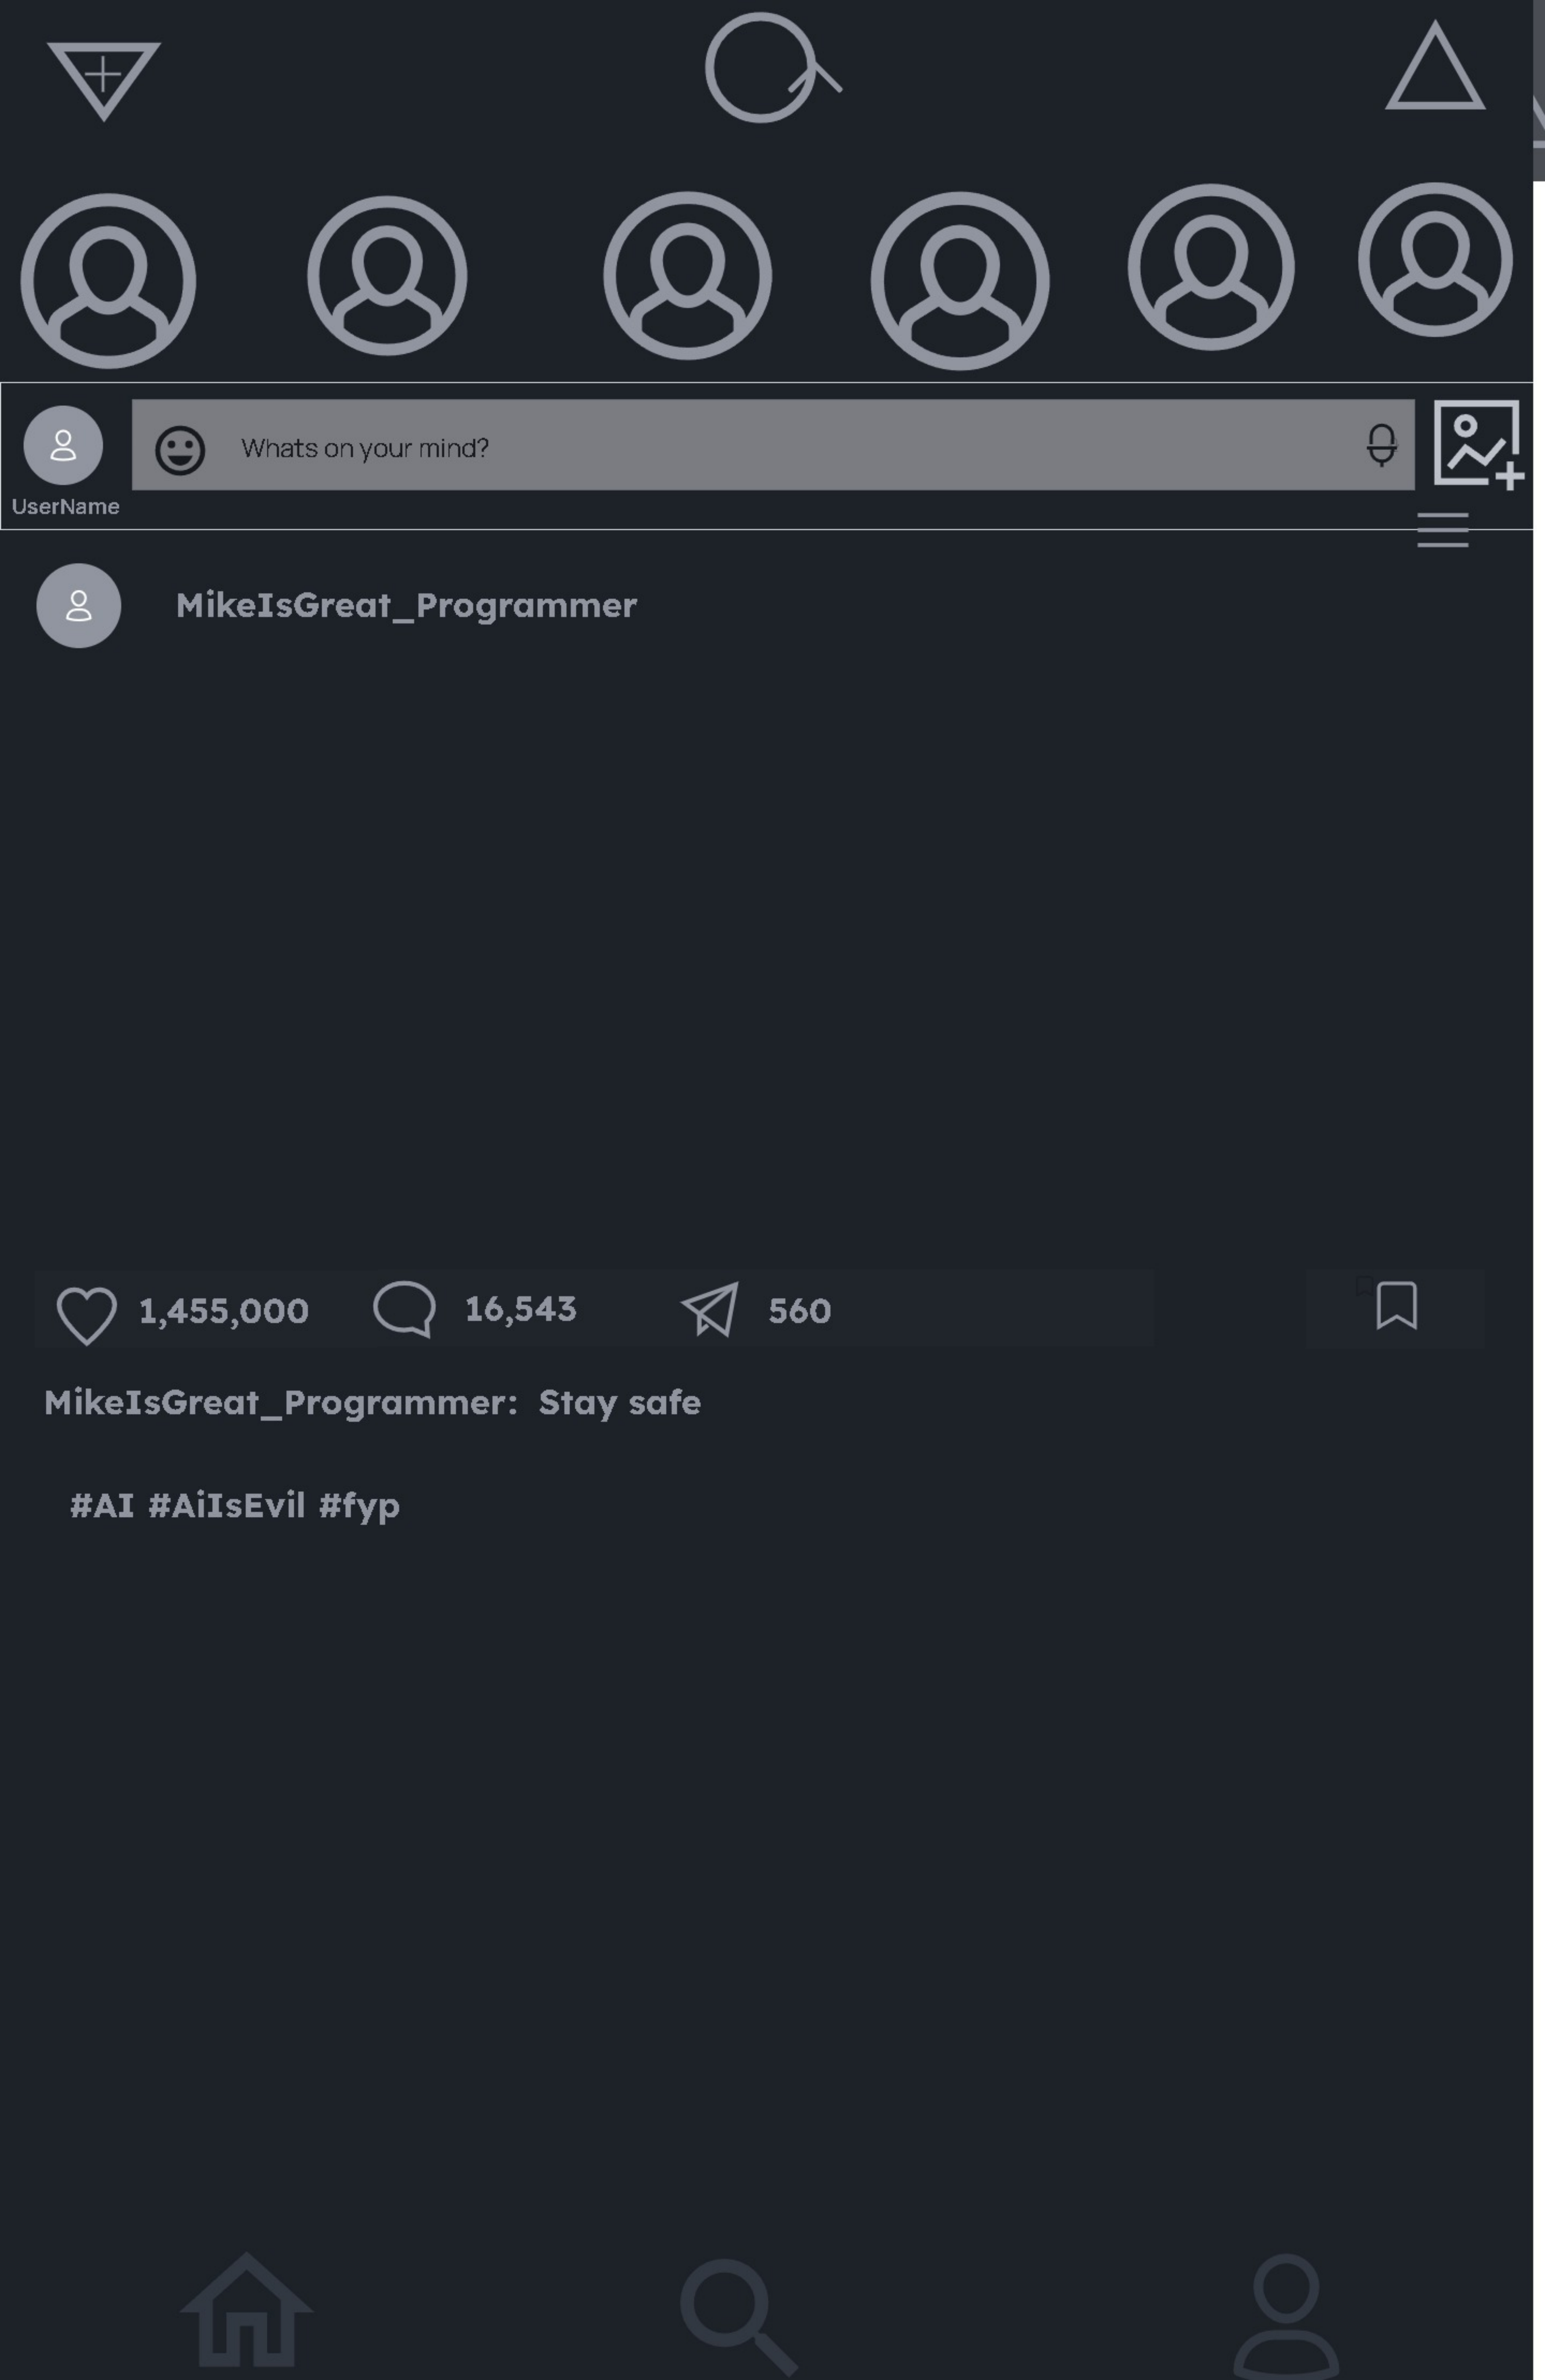 Whats on your mind?
UserName
MikeIsGreat_Programmer
1,455,000 16,543 560
MikeIsGreat_Programmer: Stay safe
#AI #AiIsEvil #fyp